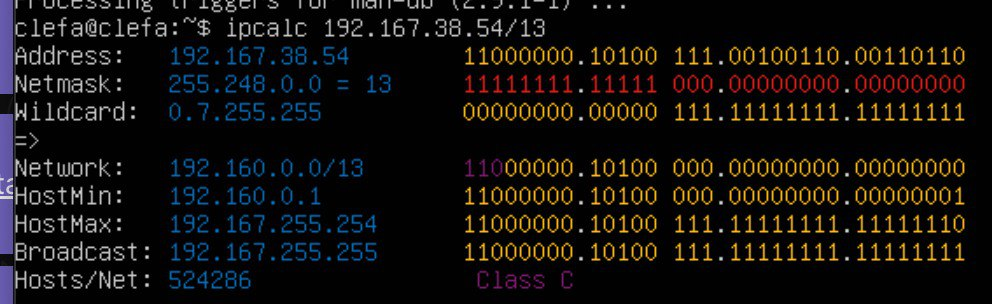 Processing triggers for man-db (2.9.1-1) ...
clefa@clefa:~$ ipcalc 192.167.38.54/13
Address: 192.167.38.54 11000000.10100 111.00100110.00110110
Netmask: 255.248.0.0 = 13 11111111.11111 000.00000000.00000000
Wildcard: 0.7.255.255 00000000.00000 111.11111111.11111111
=>
Network: 192.160.0.0/13 11000000.10100 000.00000000.00000000
HostMin: 192.160.0.1 11000000.10100 000.00000000.00000001
HostMax: 192.167.255.254 11000000.10100 111.11111111.11111110
Broadcast: 192.167.255.255 11000000.10100 111.11111111.11111111
Hosts/Net: 524286 Class C